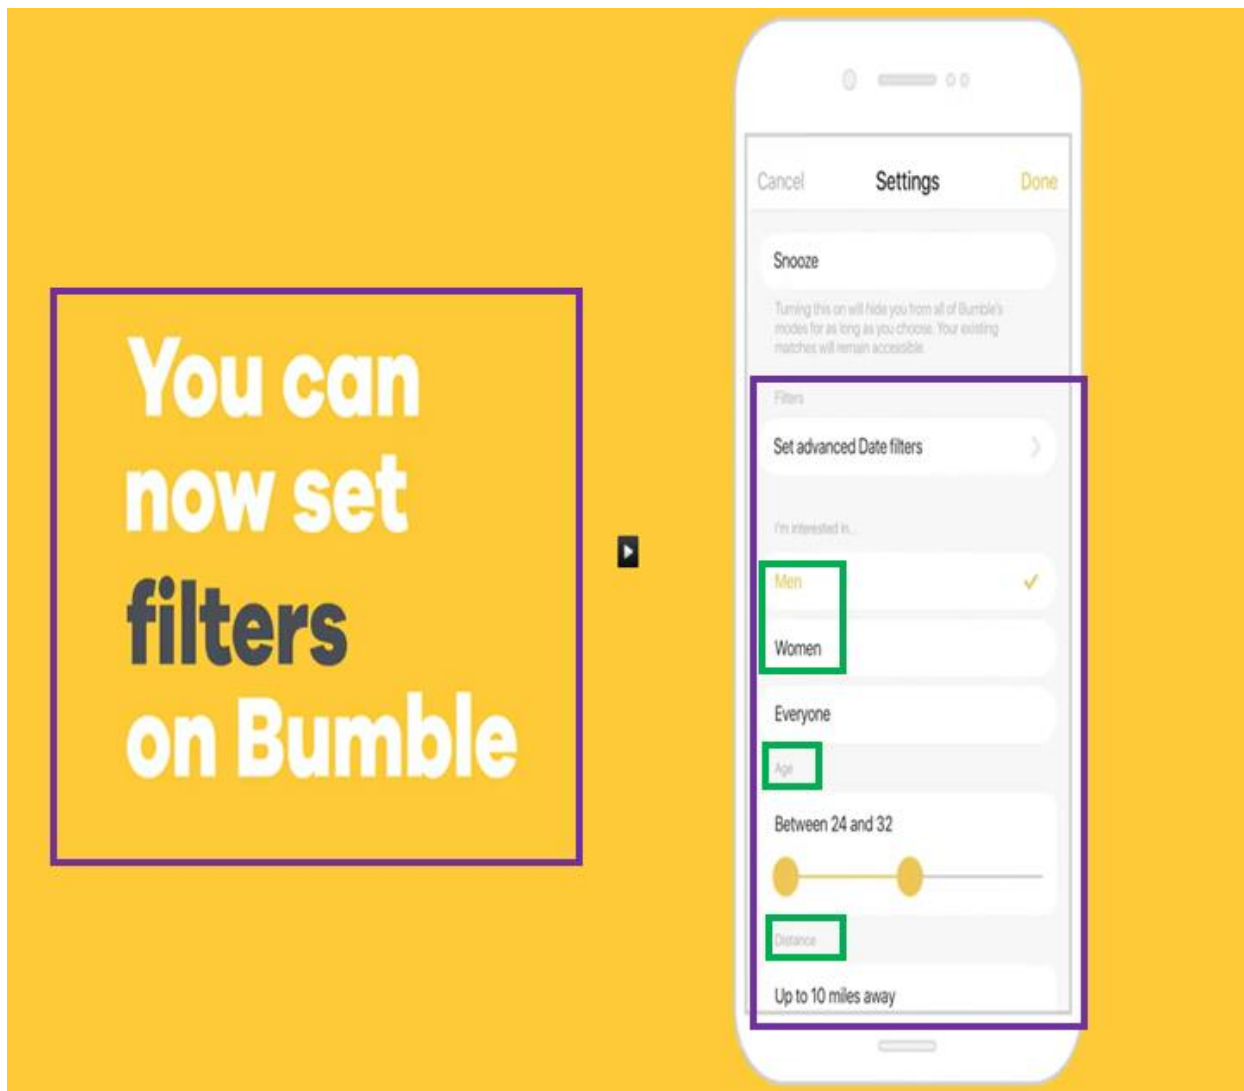 You can
now set
filters
on Bumble
Cancel Settings Done
Snooze
Turning this on will hide you from all of Bumble's
modes for as long as you choose. Your existing
matches will remain accessible.
Filters
Set advanced Date filters
I'm interested in...
Men
Women
Everyone
Age
Between 24 and 32
Distance
Up to 10 miles away